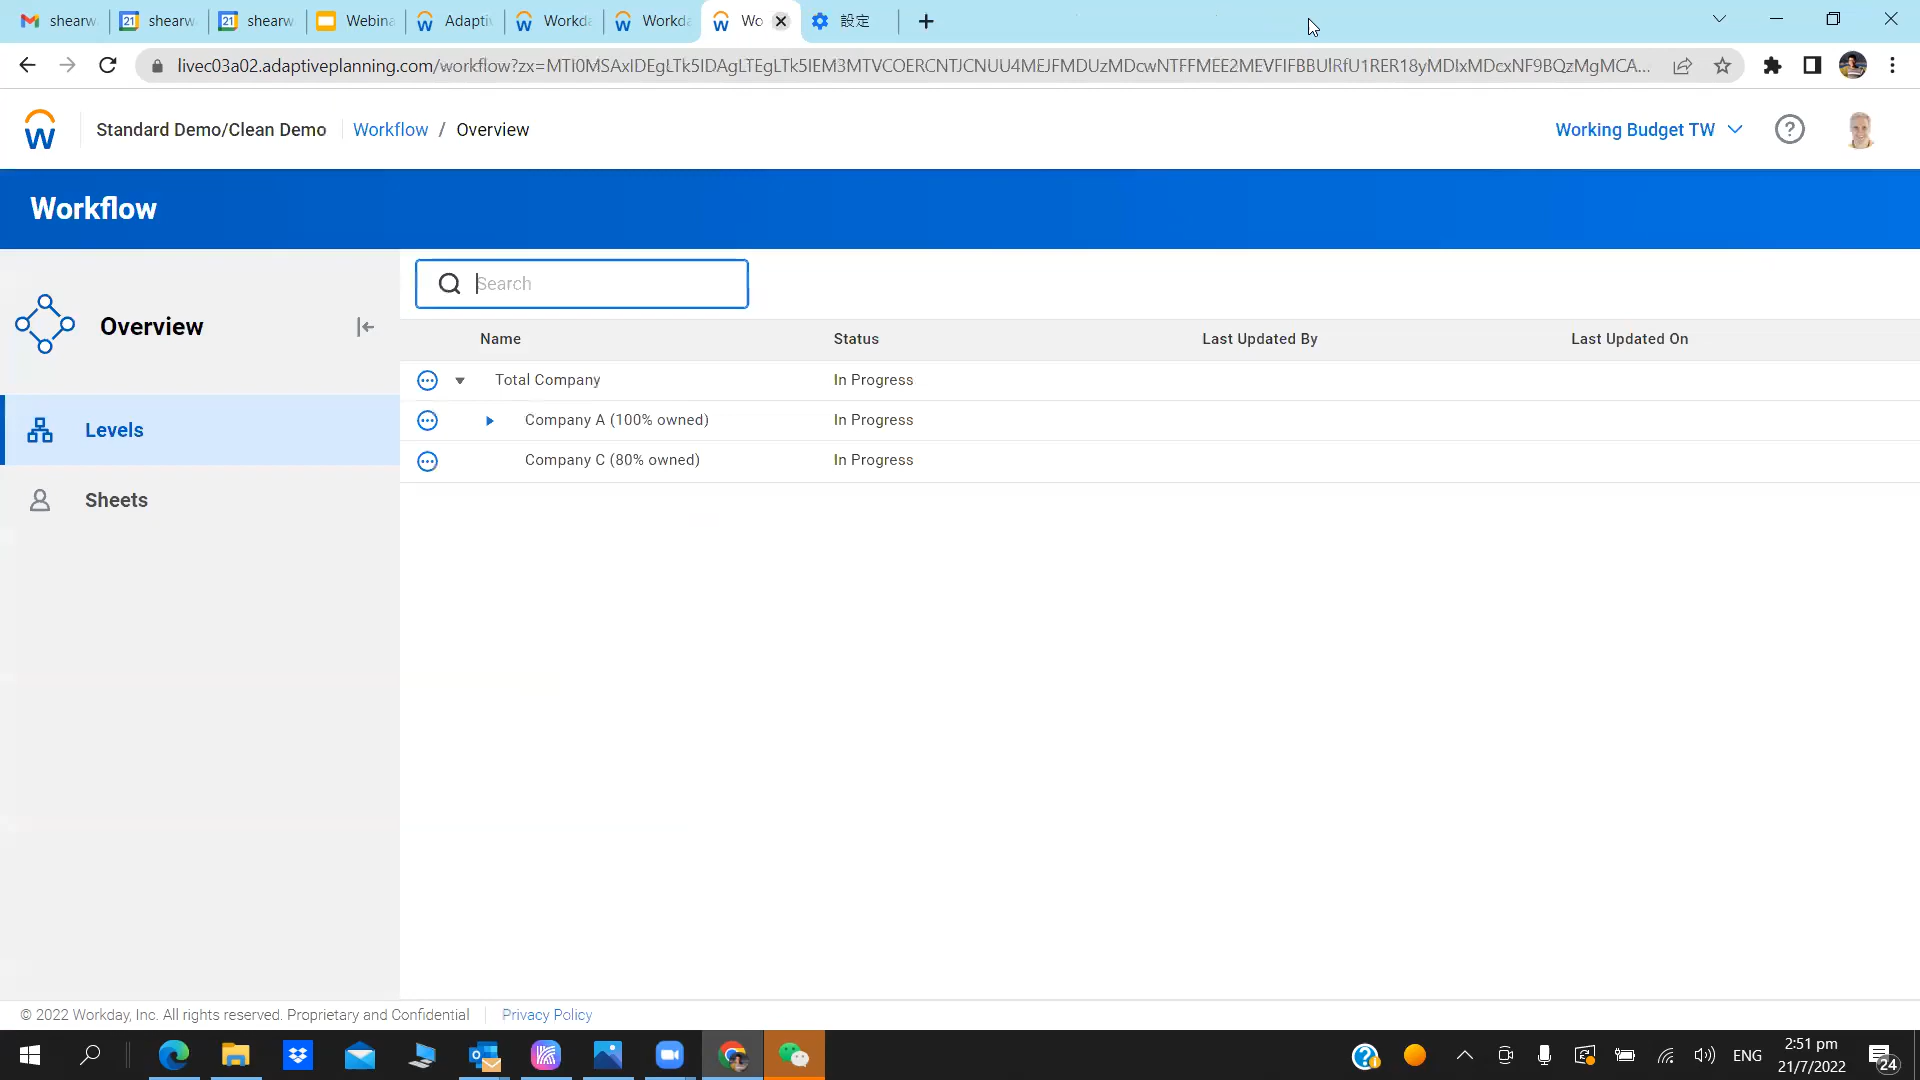 shearw
21 shearw
21 shearw
Webina
Adapti
Workda
Workda
Wo
設定
livec03a02.adaptiveplanning.com/workflow?zx=
Standard Demo/Clean Demo
Workflow / Overview
Working Budget TW
Workflow
Overview
Search
Name Status Last Updated By Last Updated On
Total Company In Progress
Company A (100% owned) In Progress
Company C (80% owned) In Progress
Levels
Sheets
© 2022 Workday, Inc. All rights reserved. Proprietary and Confidential
Privacy Policy
ENG
2:51 pm
21/7/2022
24